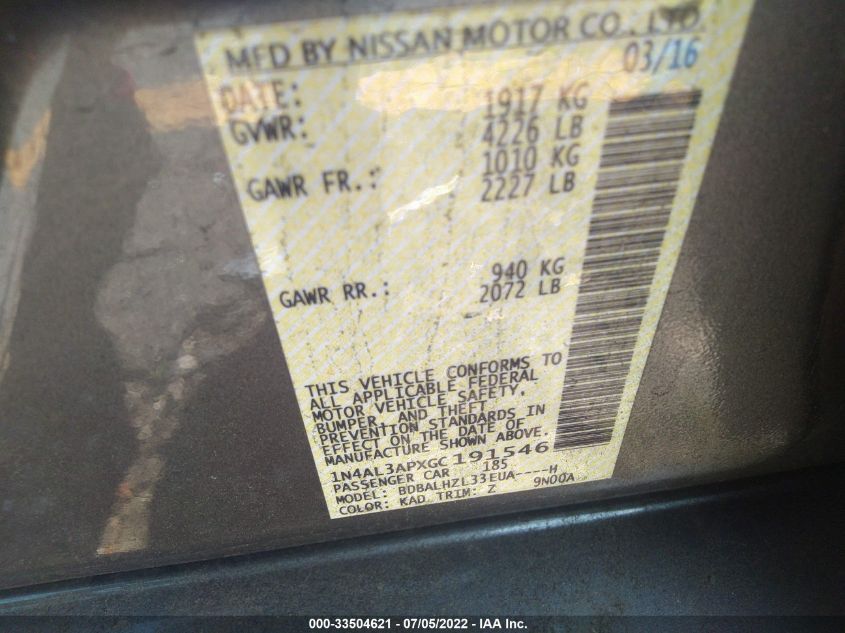 MFD BY NISSAN MOTOR CO., LTD.
DATE: 03/16
GVWR: 1917 KG
4226 LB
GAWR FR.: 1010 KG
2227 LB
GAWR RR.: 940 KG
2072 LB
THIS VEHICLE CONFORMS TO
ALL APPLICABLE FEDERAL
MOTOR VEHICLE SAFETY,
BUMPER, AND THEFT
PREVENTION STANDARDS IN
EFFECT ON THE DATE OF
MANUFACTURE SHOWN ABOVE.
1N4AL3APXGC191546
PASSENGER CAR 185
MODEL: BDBALHZL33EUA----H
COLOR: KAD TRIM: Z 9N00A
000-33504621 - 07/05/2022 - IAA Inc.